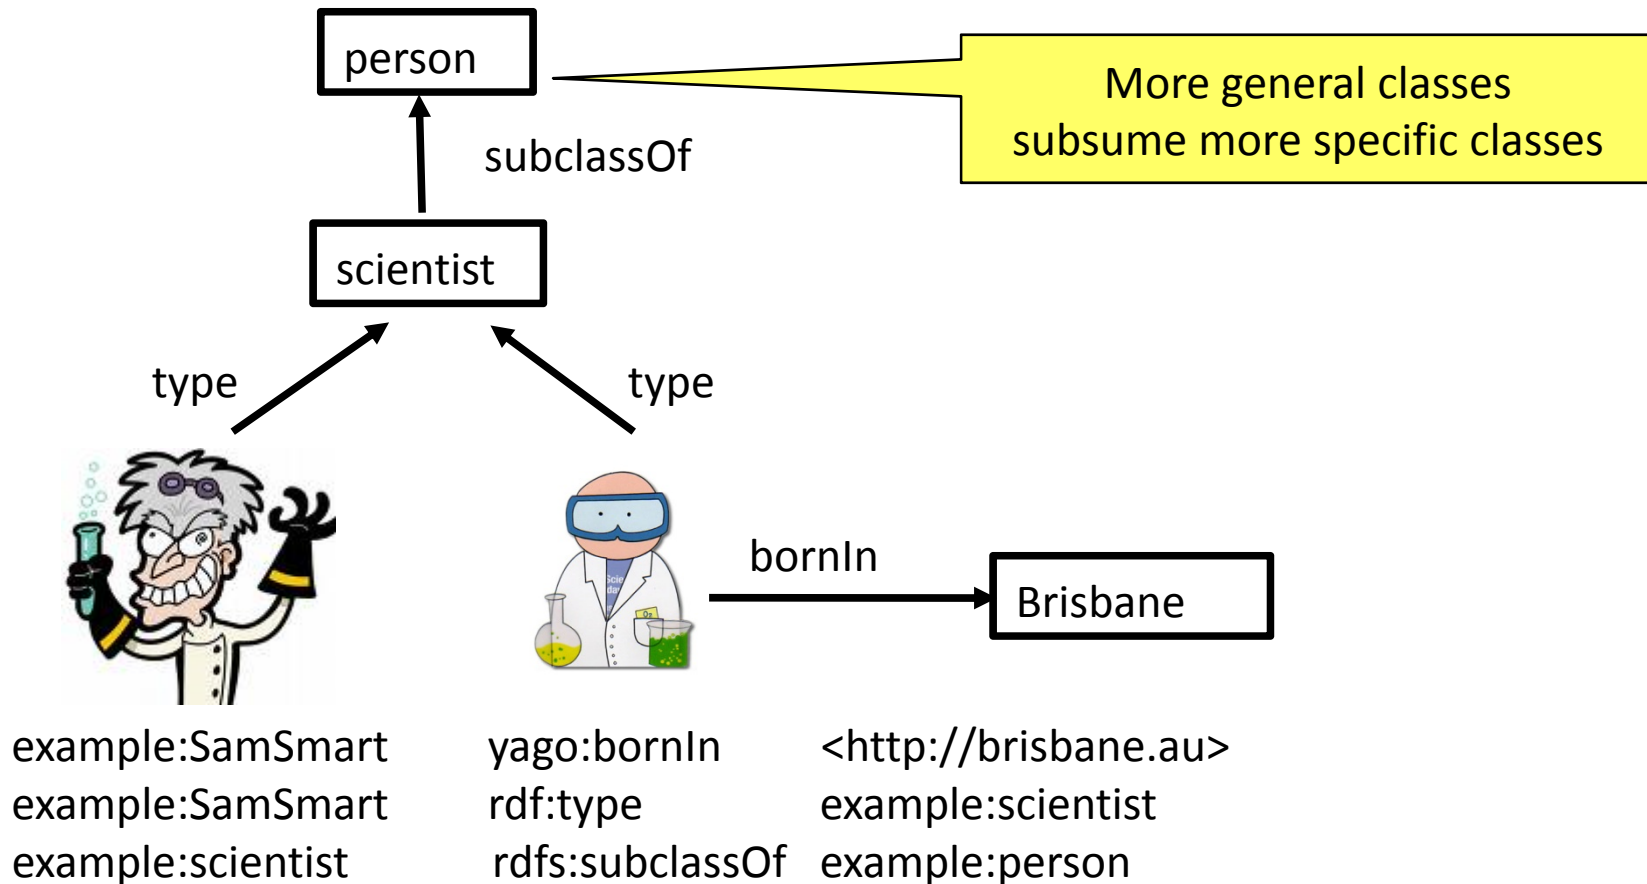 person
More general classes
subsume more specific classes
subclassOf
scientist
type
type
bornIn
Brisbane
O₂
example:SamSmart yago:bornIn <http://brisbane.au>
example:SamSmart rdf:type example:scientist
example:scientist rdfs:subclassOf example:person